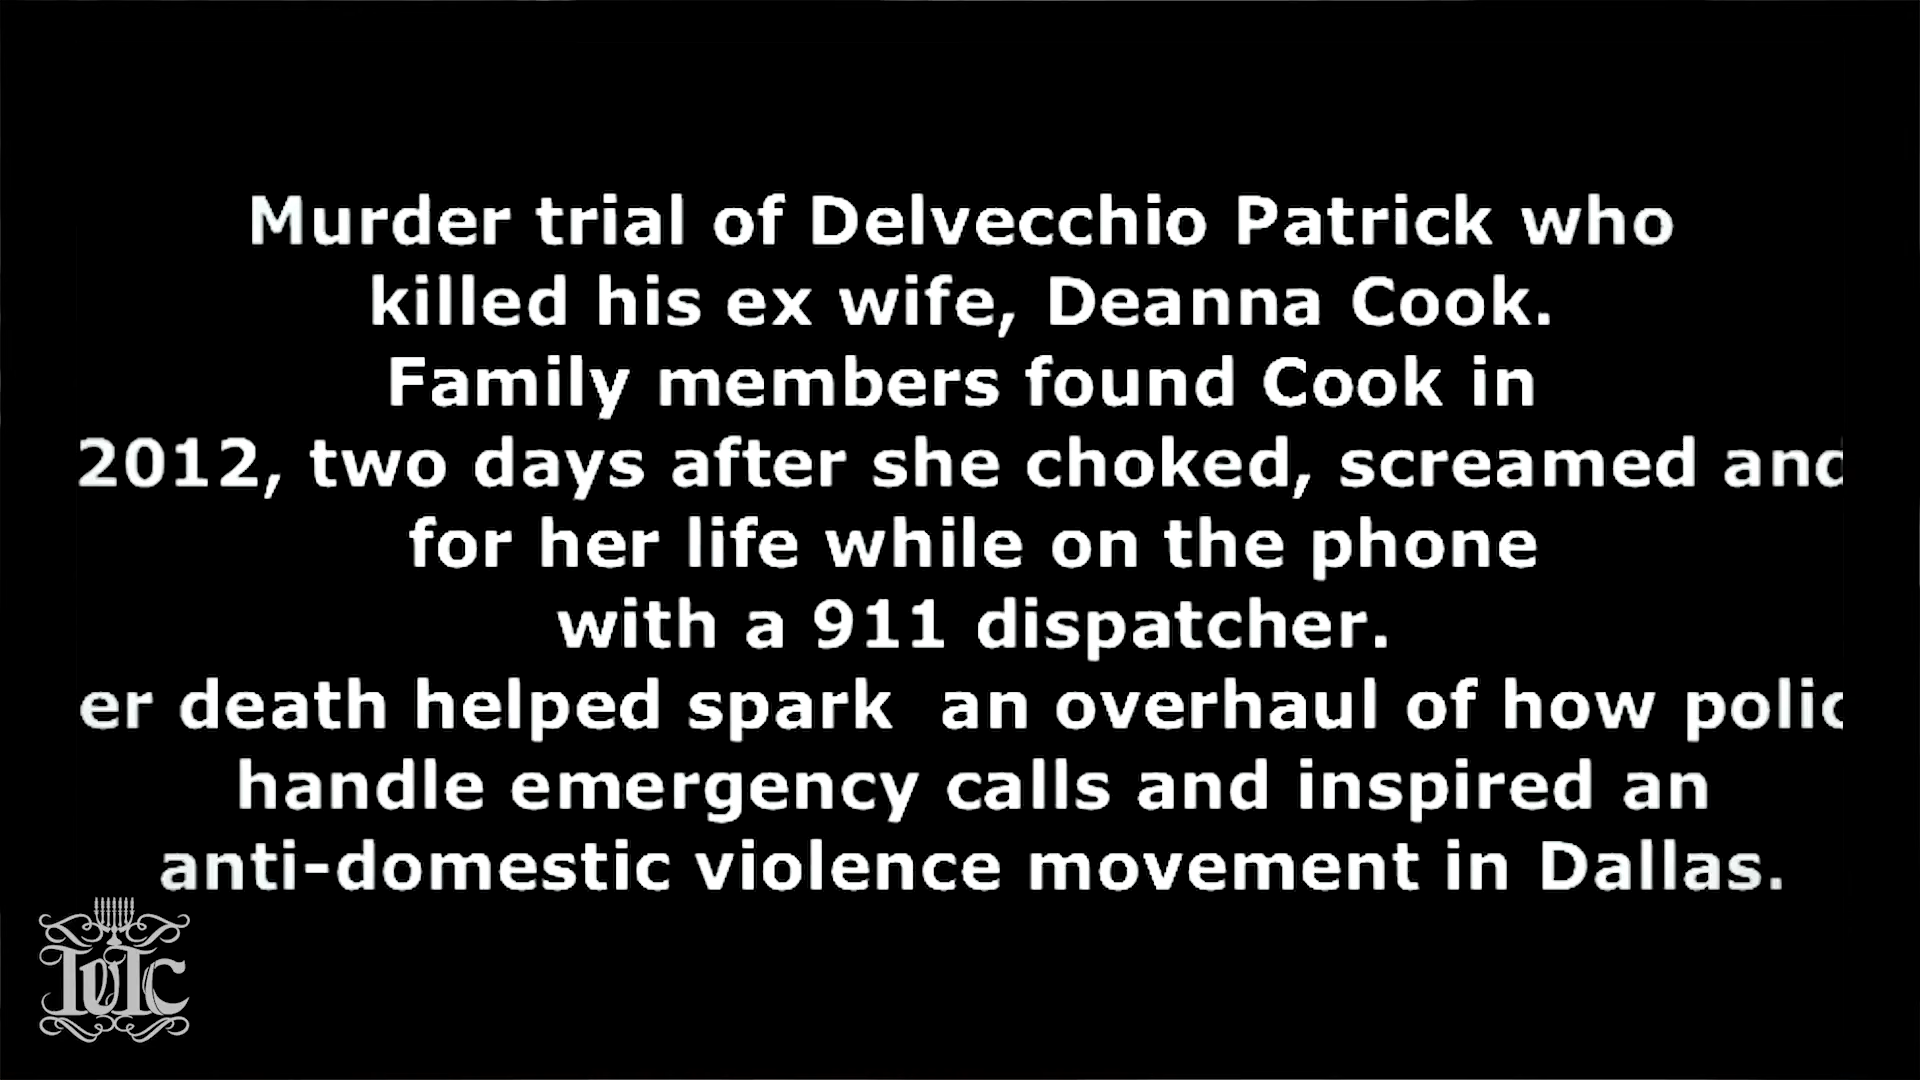 Murder trial of Delvecchio Patrick who
killed his ex wife, Deanna Cook.
Family members found Cook in
2012, two days after she choked, screamed and
for her life while on the phone
with a 911 dispatcher.
er death helped spark an overhaul of how polic
handle emergency calls and inspired an
anti-domestic violence movement in Dallas.
IUIC